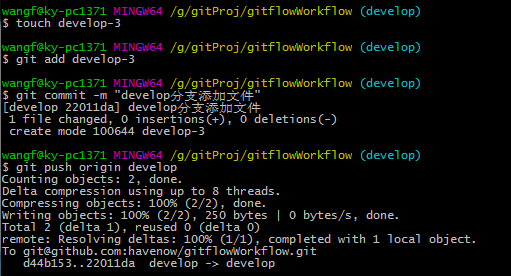 wangf@ky-pc1371 MINGW64 /g/gitProj/gitflowWorkflow (develop)
$ touch develop-3
wangf@ky-pc1371 MINGW64 /g/gitProj/gitflowWorkflow (develop)
$ git add develop-3
wangf@ky-pc1371 MINGW64 /g/gitProj/gitflowWorkflow (develop)
$ git commit -m "develop分支添加文件"
[develop 22011da] develop分支添加文件
 1 file changed, 0 insertions(+), 0 deletions(-)
 create mode 100644 develop-3
wangf@ky-pc1371 MINGW64 /g/gitProj/gitflowWorkflow (develop)
$ git push origin develop
Counting objects: 2, done.
Delta compression using up to 8 threads.
Compressing objects: 100% (2/2), done.
Writing objects: 100% (2/2), 250 bytes | 0 bytes/s, done.
Total 2 (delta 1), reused 0 (delta 0)
remote: Resolving deltas: 100% (1/1), completed with 1 local object.
To git@github.com:havenow/gitflowWorkflow.git
   d44b153..22011da  develop -> develop